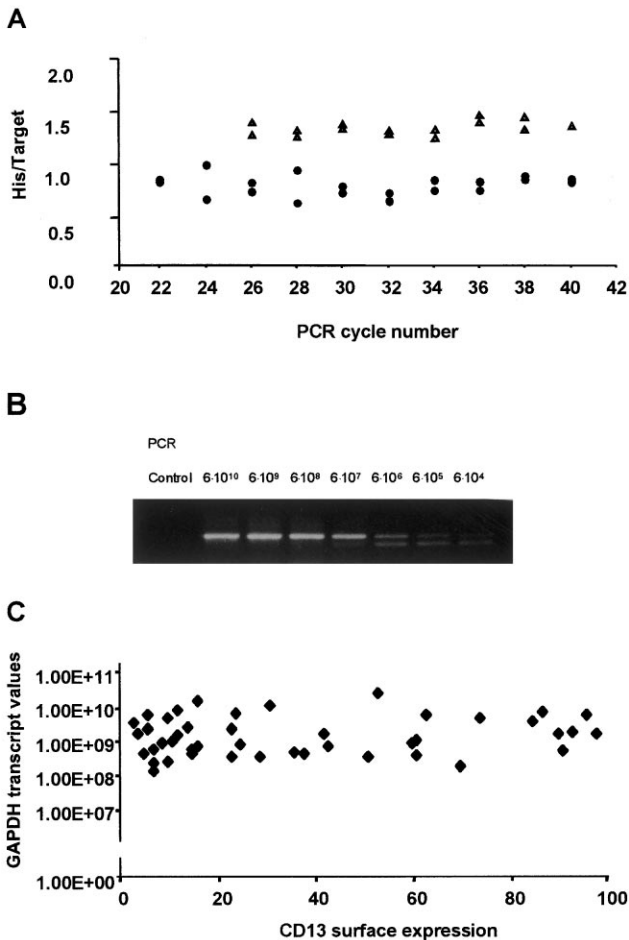 A
2.0
1.5
1.0
0.5
0.0
His/Target
20 22 24 26 28 30 32 34 36 38 40 42
PCR cycle number
B
PCR
Control 6·10¹⁰ 6·10⁹ 6·10⁸ 6·10⁷ 6·10⁶ 6·10⁵ 6·10⁴
C
1.00E+11
1.00E+10
1.00E+09
1.00E+08
1.00E+07
1.00E+00
GAPDH transcript values
0 20 40 60 80 100
CD13 surface expression